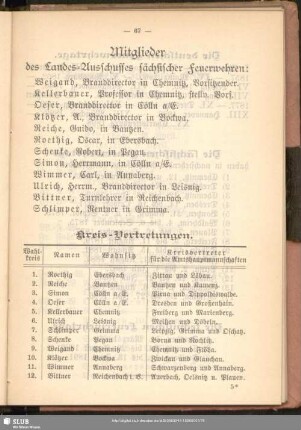 — 67 —
Mitglieder
des Landes-Ausschusses sächsischer Feuerwehren:
Weigand, Branddirector in Chemnitz, Vorsitzender.
Kellerbauer, Professor in Chemnitz, stellv. Vors.
Oeser, Branddirector in Cölln a/E.
Klötzer, A., Branddirector in Bockwa.
Reiche, Guido, in Bautzen.
Roethig, Oscar, in Ebersbach.
Schenke, Robert, in Pegau.
Simon, Herrmann, in Cölln a/E.
Wimmer, Carl, in Annaberg.
Ulrich, Herrm., Branddirector in Leisnig.
Bittner, Turnlehrer in Reichenbach.
Schlimper, Rentner in Grimma.
Kreis-Vertretungen.
Wahlkreis Namen Wohnsitz Kreisvertreter für die Amtshauptmannschaften
1. Roethig Ebersbach Zittau und Löbau.
2. Reiche Bautzen Bautzen und Kamenz.
3. Simon Cölln a/E. Pirna und Dippoldiswalde.
4. Oeser Cölln a/E. Dresden und Großenhain.
5. Kellerbauer Chemnitz Freiberg und Marienberg.
6. Ulrich Leisnig Meißen und Döbeln.
7. Schlimper Grimma Leipzig, Grimma und Oschatz.
8. Schenke Pegau Borna und Rochlitz.
9. Weigand Chemnitz Chemnitz und Flöha.
10. Klötzer Bockwa Zwickau und Glauchau.
11. Wimmer Annaberg Annaberg und Schwarzenberg.
12. Bittner Reichenbach i. V. Auerbach, Oelsnitz u. Plauen.
5*
SLUB